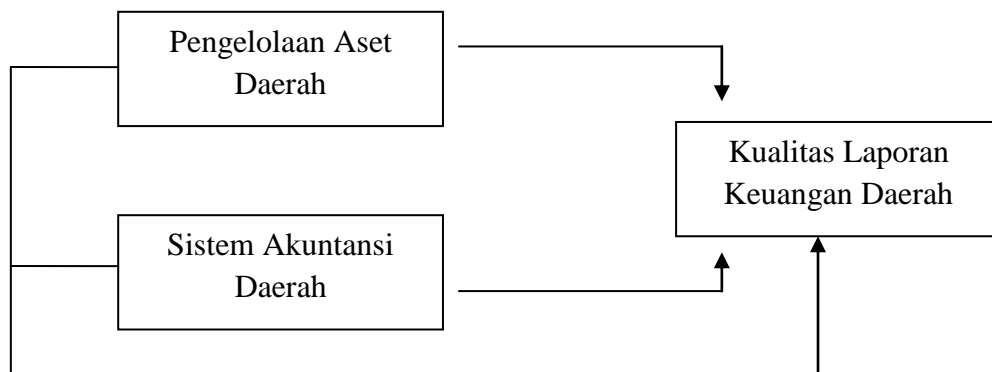 Pengelolaan Aset
Daerah
Kualitas Laporan
Keuangan Daerah
Sistem Akuntansi
Daerah